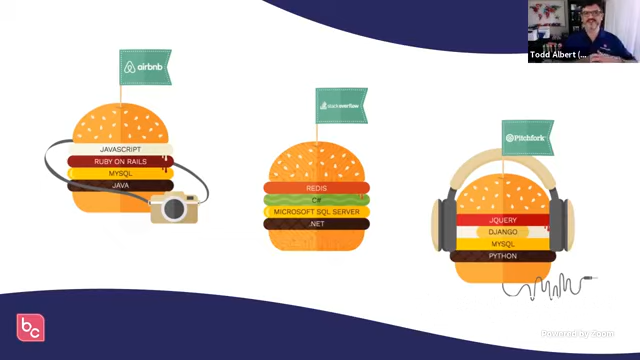 airbnb
JAVASCRIPT
RUBY ON RAILS
MYSQL
JAVA
stackoverflow
REDIS
C#
MICROSOFT SQL SERVER
.NET
Pitchfork
JQUERY
DJANGO
MYSQL
PYTHON
Todd Albert (...
bc
Powered by Zoom